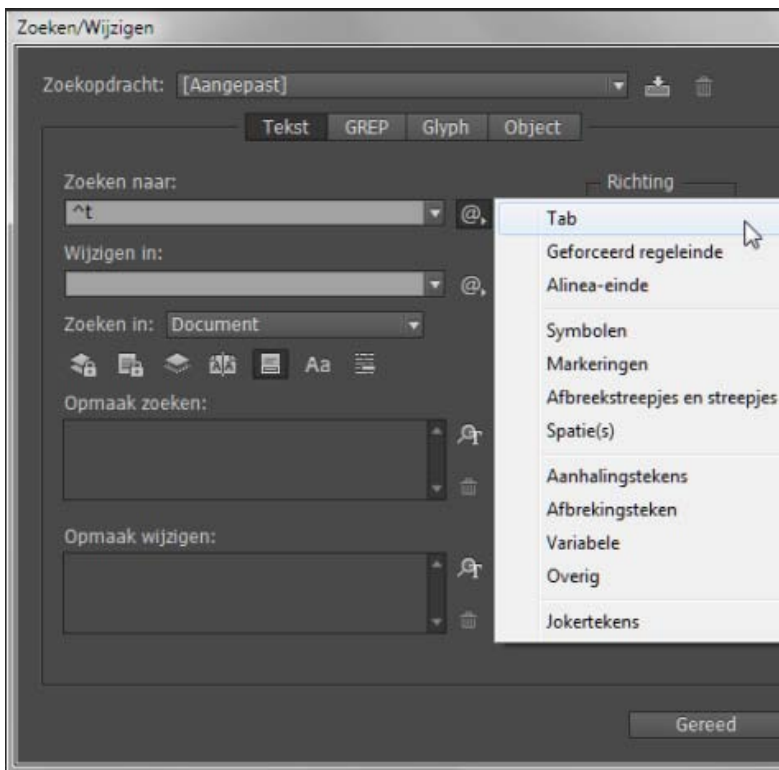 Zoeken/Wijzigen
Zoekopdracht: [Aangepast]
Tekst GREP Glyph Object
Zoeken naar:
Richting
^t
@
Tab
Geforceerd regeleinde
Wijzigen in:
@
Alinea-einde
Zoeken in: Document
Symbolen
Aa
Markeringen
Afbreekstreepjes en streepjes
Opmaak zoeken:
Spatie(s)
Aanhalingstekens
Afbrekingsteken
Opmaak wijzigen:
Variabele
Overig
Jokertekens
Gereed